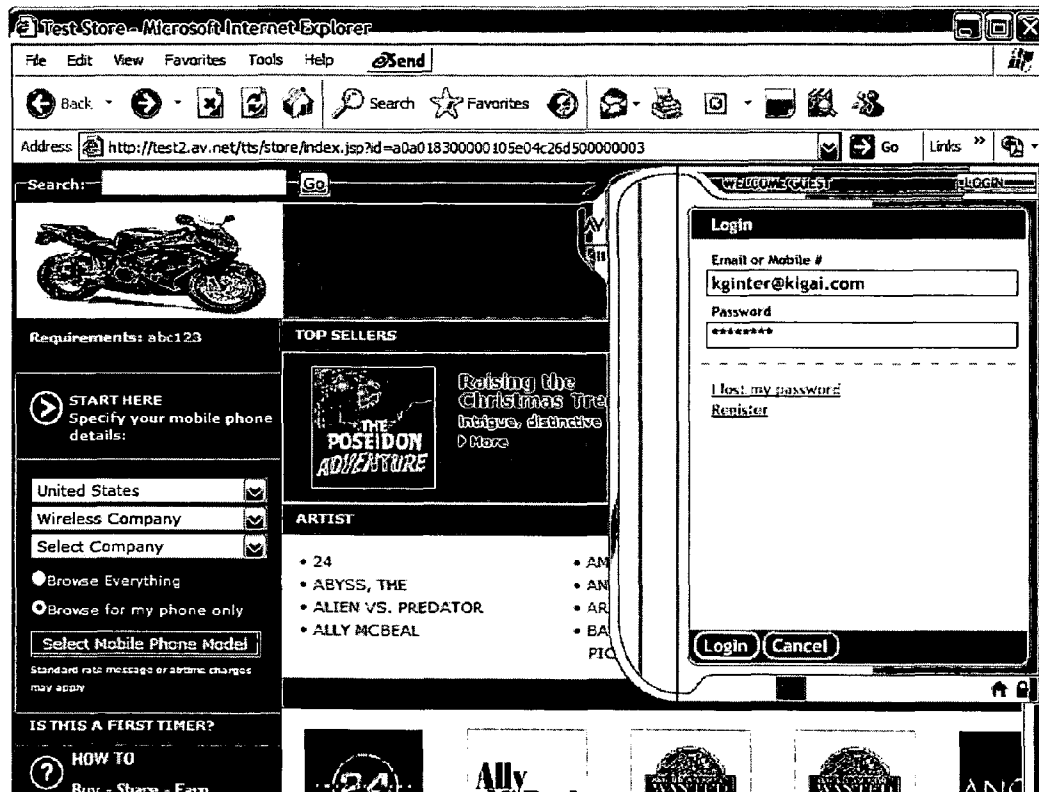 Test Store - Microsoft Internet Explorer
File Edit View Favorites Tools Help Send
Back Search Favorites
Address http://test2.av.net/tts/store/index.jsp?id=a0a018300000105e04c26d500000003 Go Links »
Search: Go
WELCOME GUEST LOGIN
Login
Email or Mobile #
kginter@kigai.com
Password
********
I lost my password
Register
Login Cancel
Requirements: abc123
START HERE
Specify your mobile phone
details:
United States
Wireless Company
Select Company
Browse Everything
Browse for my phone only
Select Mobile Phone Model
Standard rate message or airtime charges
may apply
IS THIS A FIRST TIMER?
HOW TO
Buy - Share - Earn
TOP SELLERS
THE
POSEIDON
ADVENTURE
Raising the
Christmas Tre
Intrigue, distinctive
More
ARTIST
• 24
• ABYSS, THE
• ALIEN VS. PREDATOR
• ALLY MCBEAL
• AM
• AN
• AR
• BA
PIC
24
Ally
WANTED
WANTED
ANG